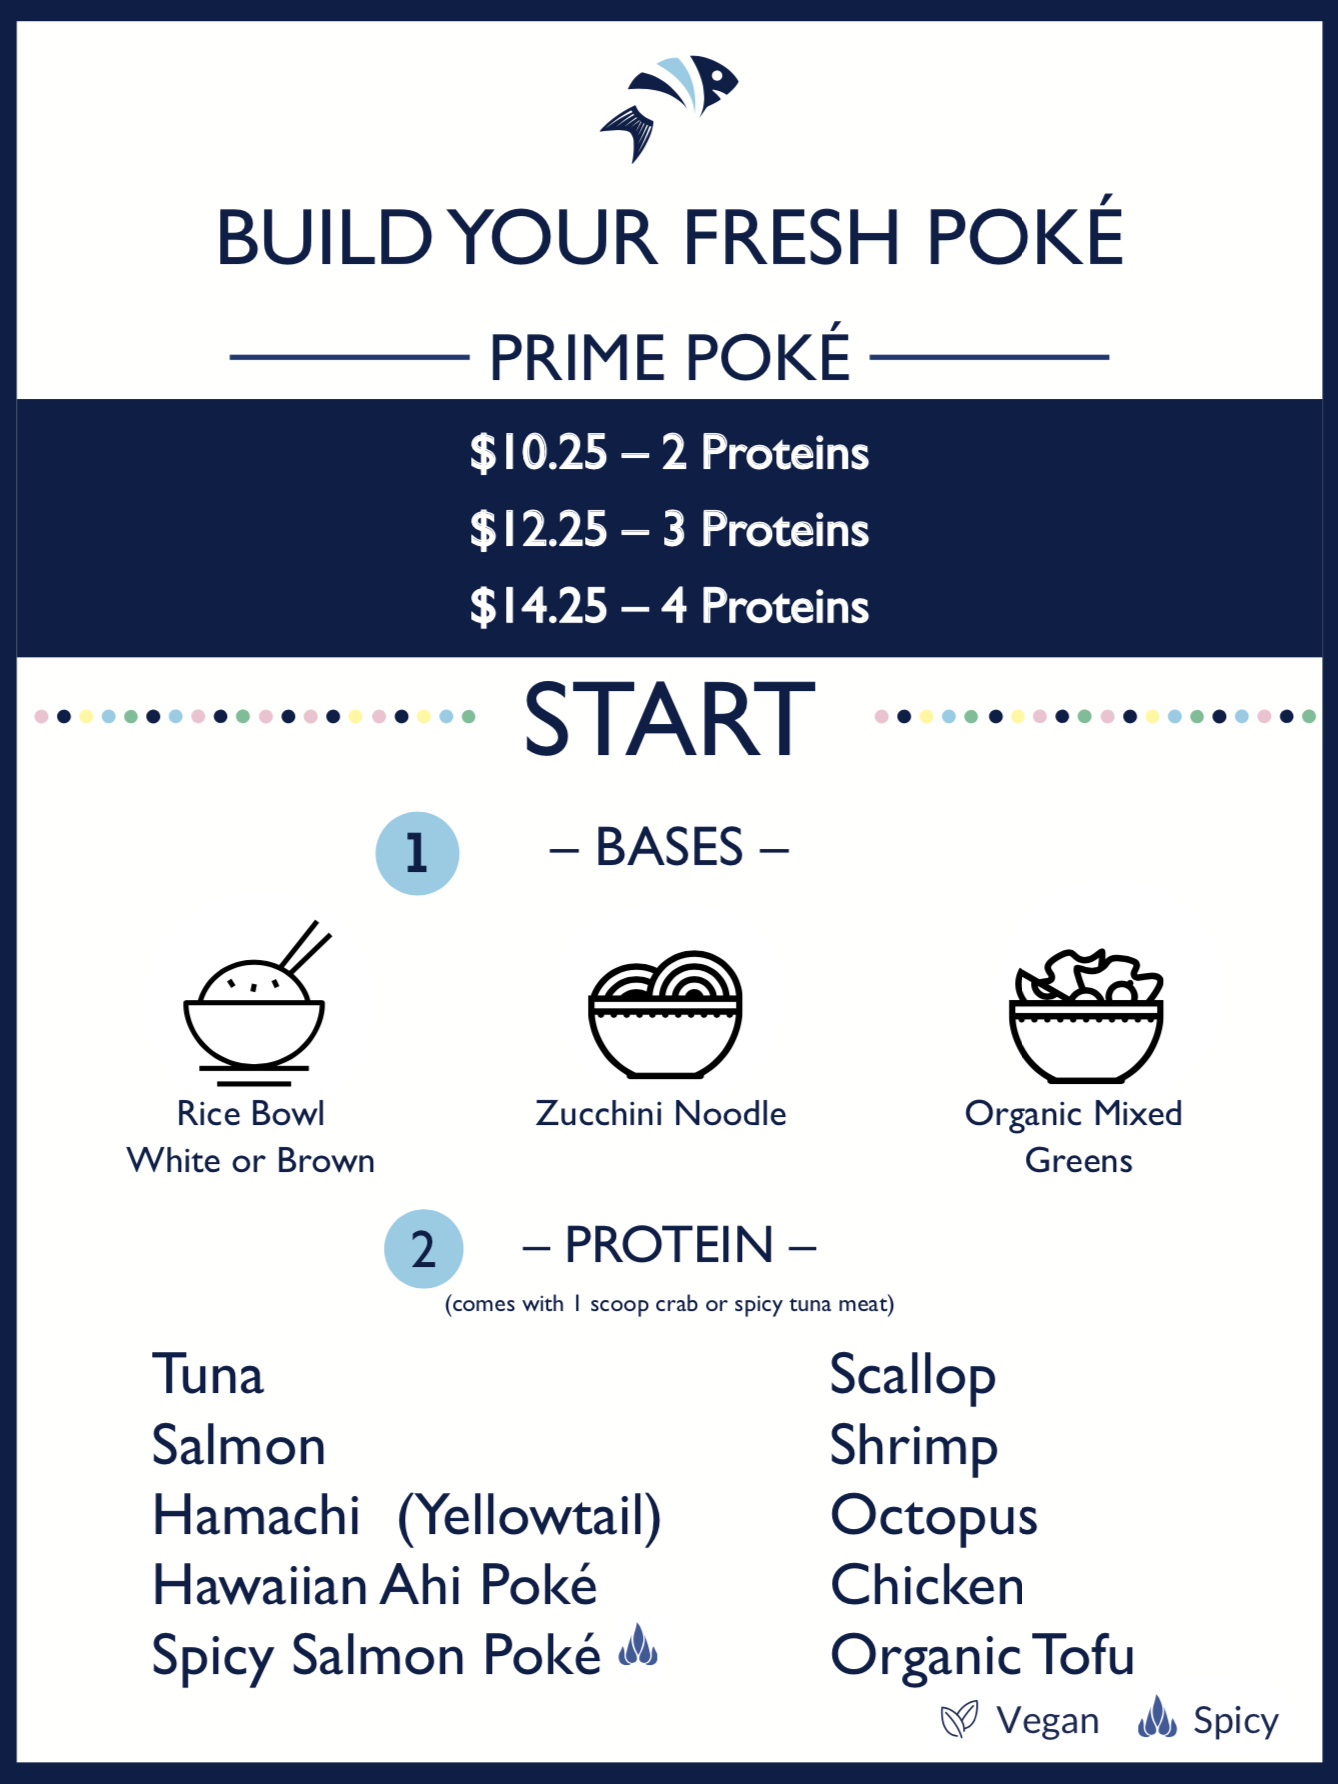 BUILD YOUR FRESH POKÉ
PRIME POKÉ
$10.25 – 2 Proteins
$12.25 – 3 Proteins
$14.25 – 4 Proteins
START
1
– BASES –
Rice Bowl
White or Brown
Zucchini Noodle
Organic Mixed
Greens
2
– PROTEIN –
(comes with 1 scoop crab or spicy tuna meat)
Tuna
Salmon
Hamachi (Yellowtail)
Hawaiian Ahi Poké
Spicy Salmon Poké
Scallop
Shrimp
Octopus
Chicken
Organic Tofu
Vegan
Spicy